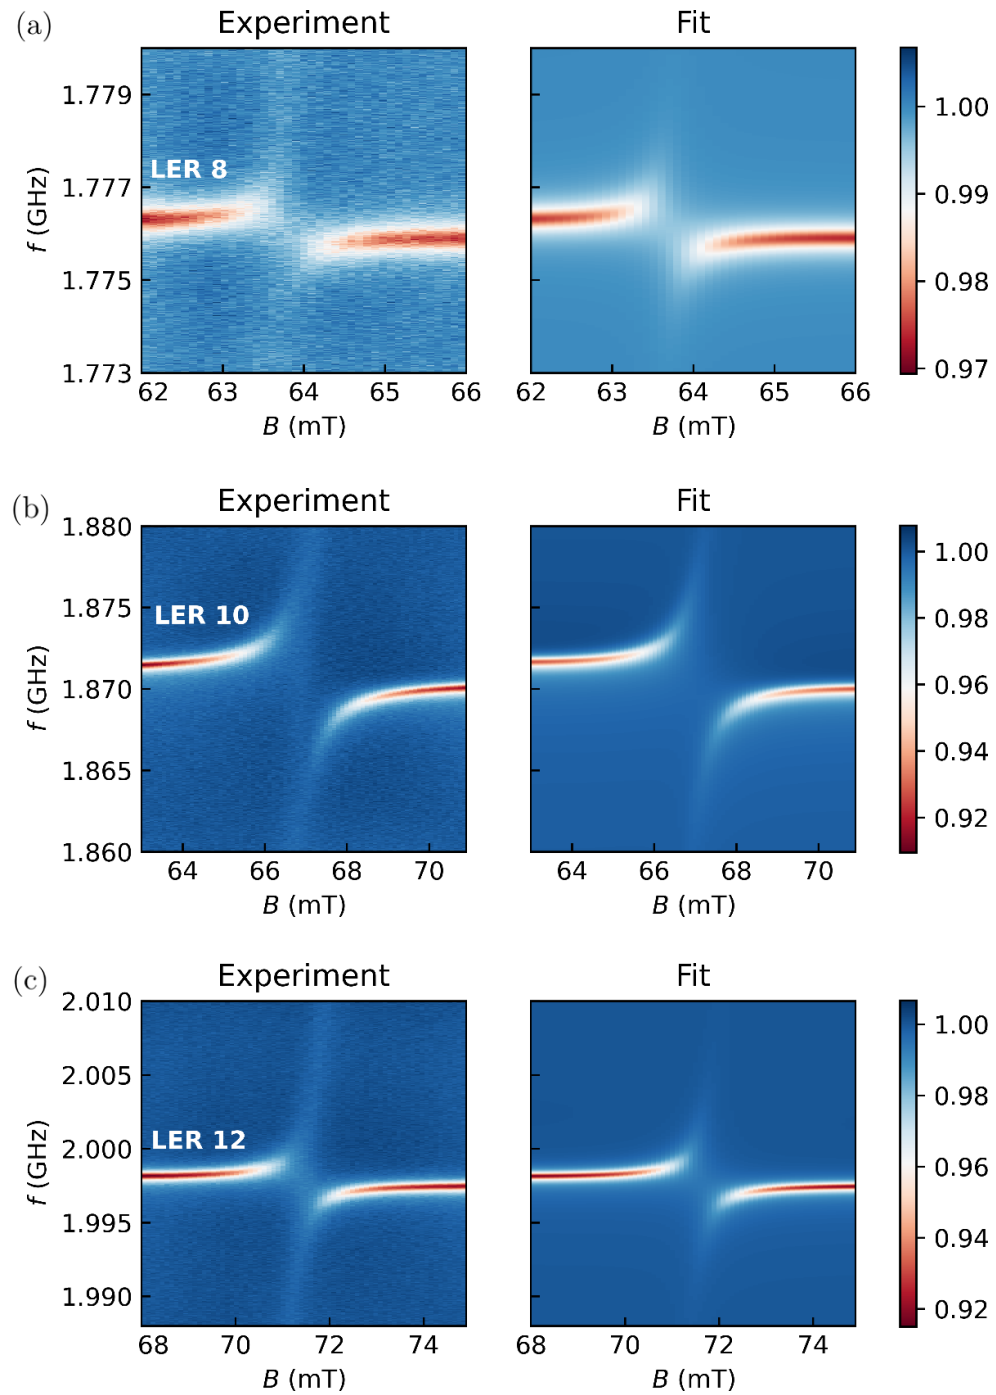 (a)
Experiment
Fit
1.779
1.777
1.775
1.773
f (GHz)
LER 8
62 63 64 65 66
B (mT)
62 63 64 65 66
B (mT)
1.00
0.99
0.98
0.97
(b)
Experiment
Fit
1.880
1.875
1.870
1.865
1.860
f (GHz)
LER 10
64 66 68 70
B (mT)
64 66 68 70
B (mT)
1.00
0.98
0.96
0.94
0.92
(c)
Experiment
Fit
2.010
2.005
2.000
1.995
1.990
f (GHz)
LER 12
68 70 72 74
B (mT)
68 70 72 74
B (mT)
1.00
0.98
0.96
0.94
0.92